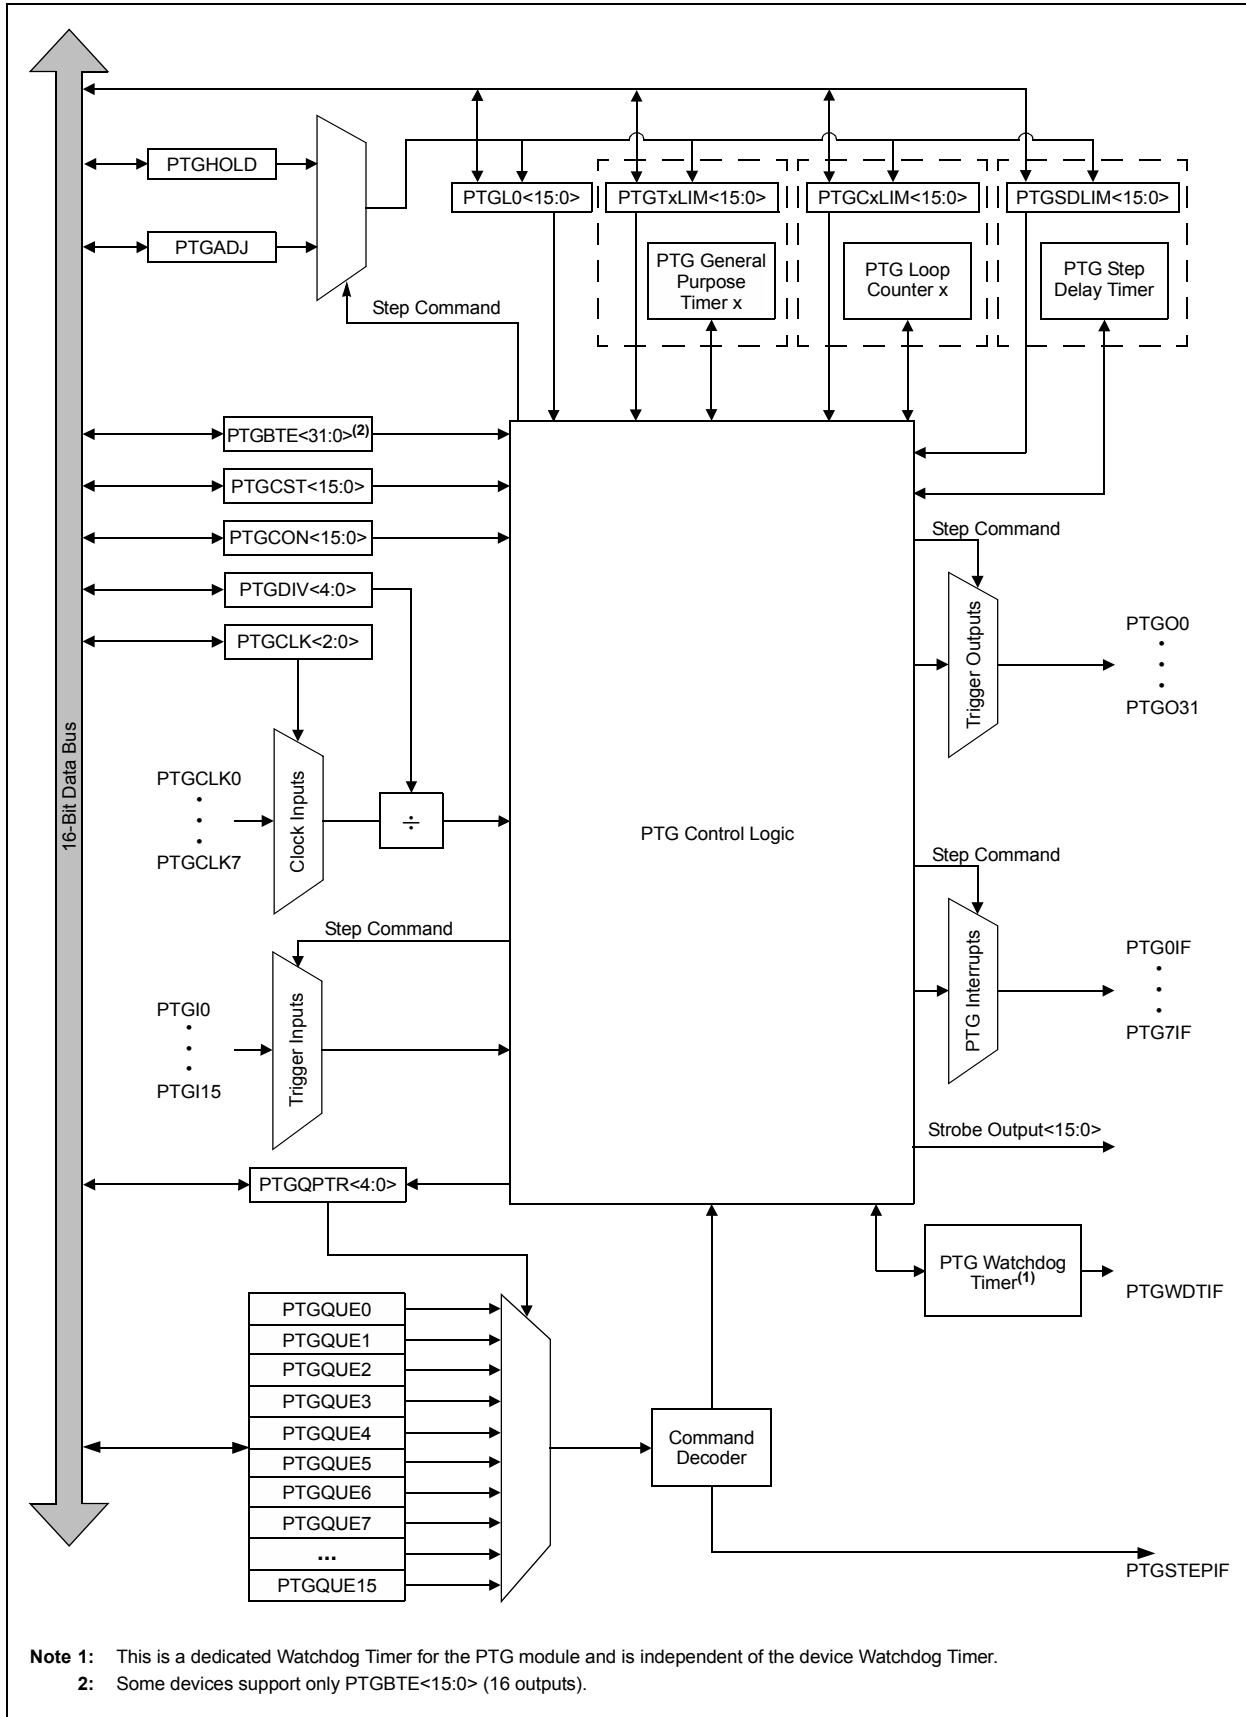 PTGHOLD
PTGADJ
PTGL0<15:0>
PTGTxLIM<15:0>
PTGCxLIM<15:0>
PTGSDLIM<15:0>
PTG General
Purpose
Timer x
PTG Loop
Counter x
PTG Step
Delay Timer
Step Command
PTGBTE<31:0>(2)
PTGCST<15:0>
PTGCON<15:0>
PTGDIV<4:0>
PTGCLK<2:0>
16-Bit Data Bus
PTGCLK0
•
•
•
PTGCLK7
Clock Inputs
÷
PTG Control Logic
Step Command
Trigger Outputs
PTGO0
•
•
•
PTGO31
Step Command
PTG Interrupts
PTG0IF
•
•
•
PTG7IF
Step Command
PTGI0
•
•
•
PTGI15
Trigger Inputs
Strobe Output<15:0>
PTGQPTR<4:0>
PTG Watchdog
Timer(1)
PTGWDTIF
PTGQUE0
PTGQUE1
PTGQUE2
PTGQUE3
PTGQUE4
PTGQUE5
PTGQUE6
PTGQUE7
...
PTGQUE15
Command
Decoder
PTGSTEPIF
Note 1: This is a dedicated Watchdog Timer for the PTG module and is independent of the device Watchdog Timer.
2: Some devices support only PTGBTE<15:0> (16 outputs).